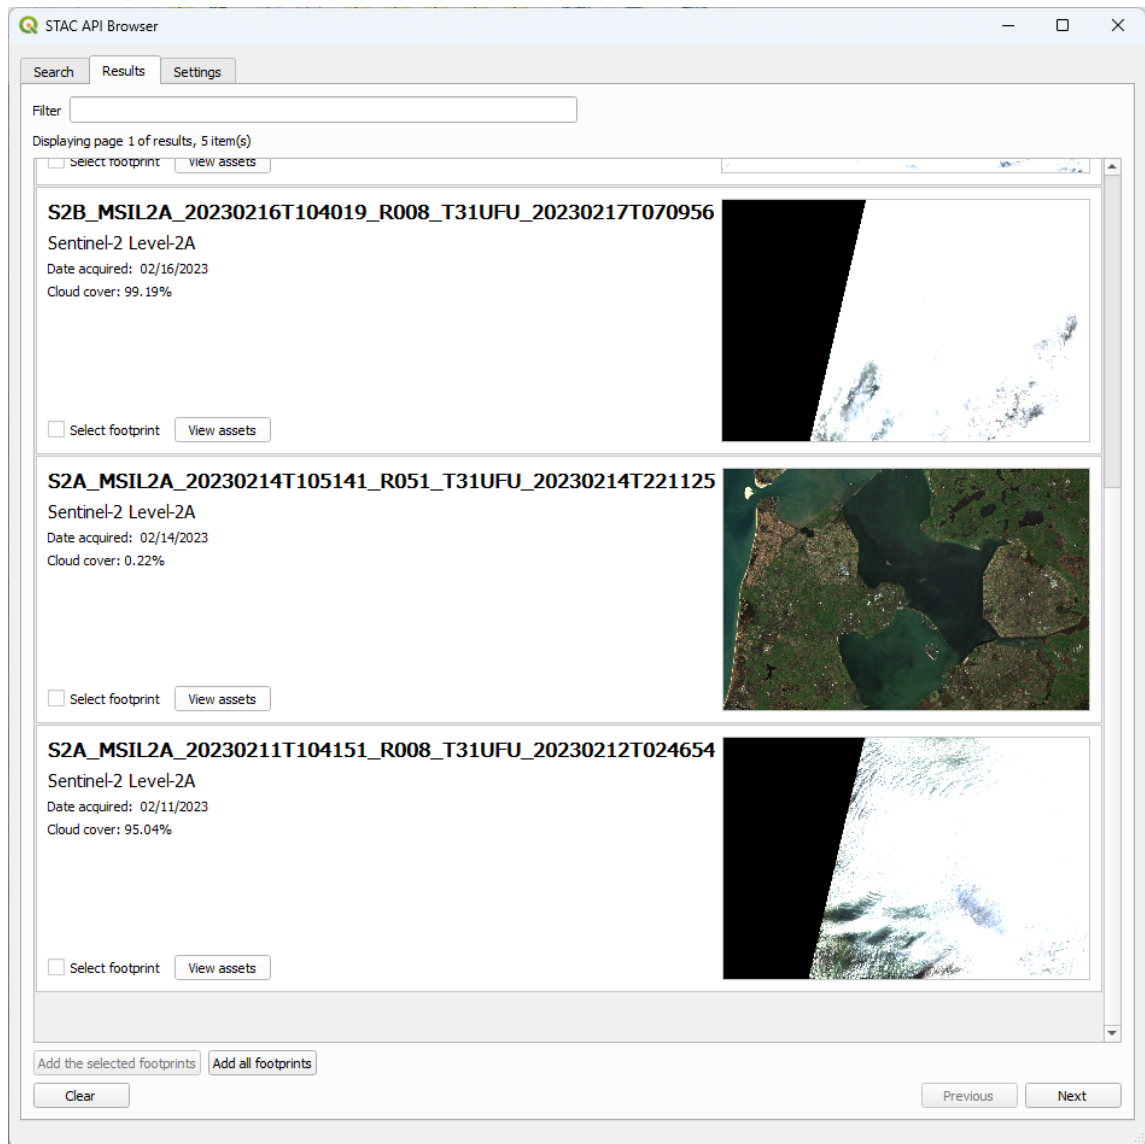 STAC API Browser
Search Results Settings
Filter
Displaying page 1 of results, 5 item(s)
Select footprint View assets
S2B_MSIL2A_20230216T104019_R008_T31UFU_20230217T070956
Sentinel-2 Level-2A
Date acquired: 02/16/2023
Cloud cover: 99.19%
Select footprint View assets
S2A_MSIL2A_20230214T105141_R051_T31UFU_20230214T221125
Sentinel-2 Level-2A
Date acquired: 02/14/2023
Cloud cover: 0.22%
Select footprint View assets
S2A_MSIL2A_20230211T104151_R008_T31UFU_20230212T024654
Sentinel-2 Level-2A
Date acquired: 02/11/2023
Cloud cover: 95.04%
Select footprint View assets
Add the selected footprints Add all footprints
Clear Previous Next